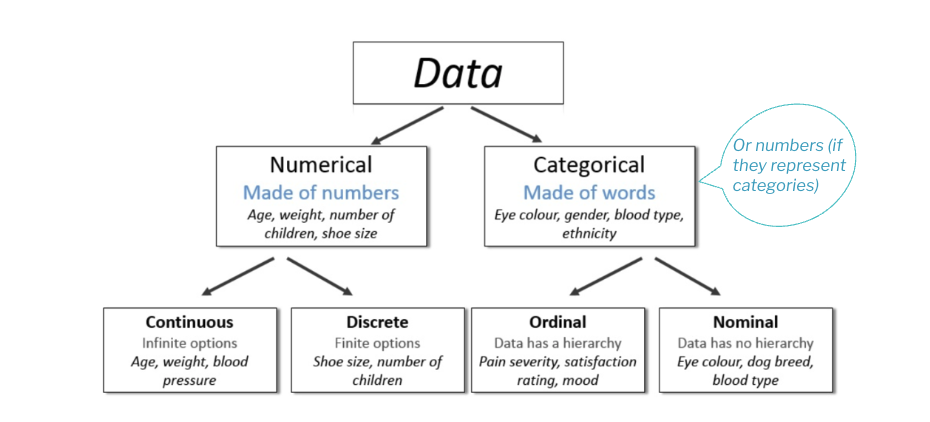 Data
Numerical
Made of numbers
Age, weight, number of
children, shoe size
Categorical
Made of words
Eye colour, gender, blood type,
ethnicity
Or numbers (if
they represent
categories)
Continuous
Infinite options
Age, weight, blood
pressure
Discrete
Finite options
Shoe size, number of
children
Ordinal
Data has a hierarchy
Pain severity, satisfaction
rating, mood
Nominal
Data has no hierarchy
Eye colour, dog breed,
blood type